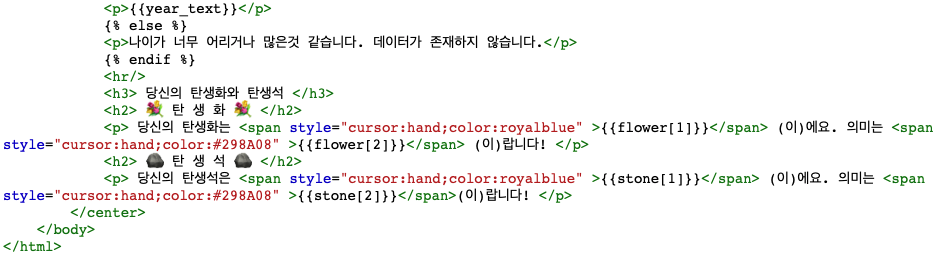 <p>{{year_text}}</p>
{% else %}
<p>나이가 너무 어리거나 많은것 같습니다. 데이터가 존재하지 않습니다.</p>
{% endif %}
<hr/>
<h3> 당신의 탄생화와 탄생석 </h3>
<h2> 💐 탄 생 화 💐 </h2>
<p> 당신의 탄생화는 <span style="cursor:hand;color:royalblue" >{{flower[1]}}</span> (이)에요. 의미는 <span
style="cursor:hand;color:#298A08" >{{flower[2]}}</span> (이)랍니다! </p>
<h2> 🪨 탄 생 석 🪨 </h2>
<p> 당신의 탄생석은 <span style="cursor:hand;color:royalblue" >{{stone[1]}}</span> (이)에요. 의미는 <span
style="cursor:hand;color:#298A08" >{{stone[2]}}</span>(이)랍니다! </p>
</center>
</body>
</html>